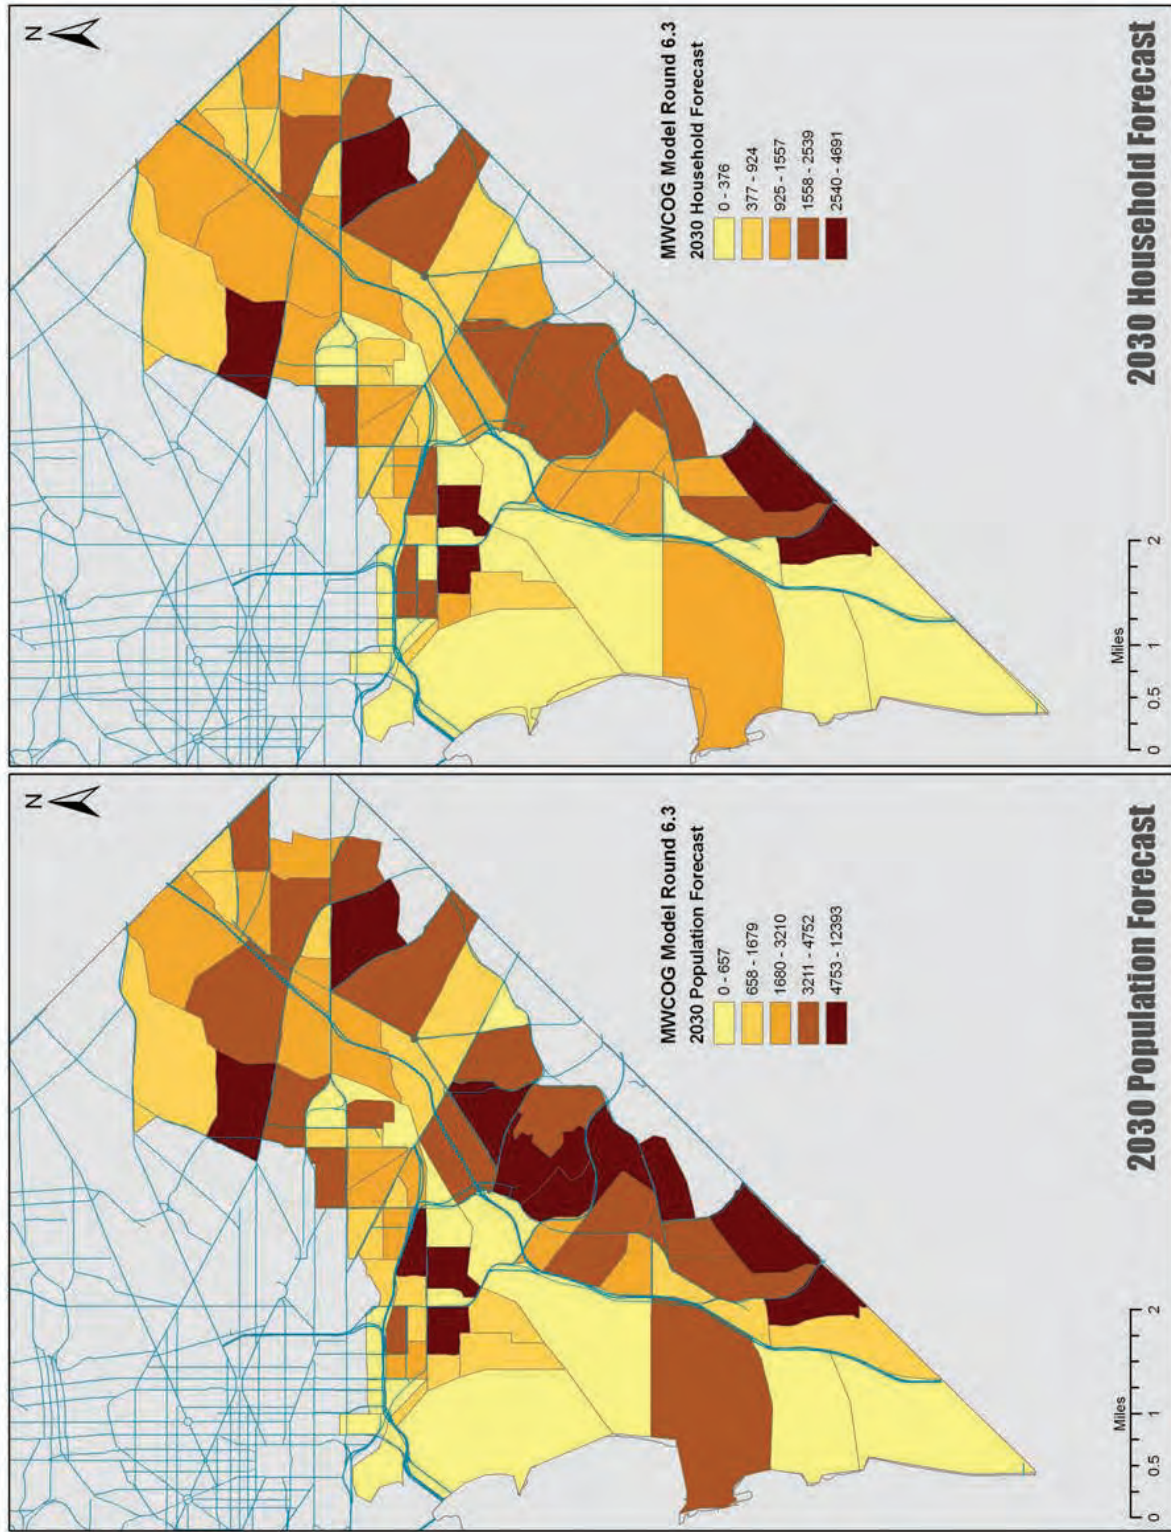 N
MWCOG Model Round 6.3
2030 Population Forecast
0 - 657
658 - 1679
1680 - 3210
3211 - 4752
4753 - 12393
Miles
0 0.5 1 2
2030 Population Forecast
N
MWCOG Model Round 6.3
2030 Household Forecast
0 - 376
377 - 924
925 - 1557
1558 - 2539
2540 - 4691
Miles
0 0.5 1 2
2030 Household Forecast